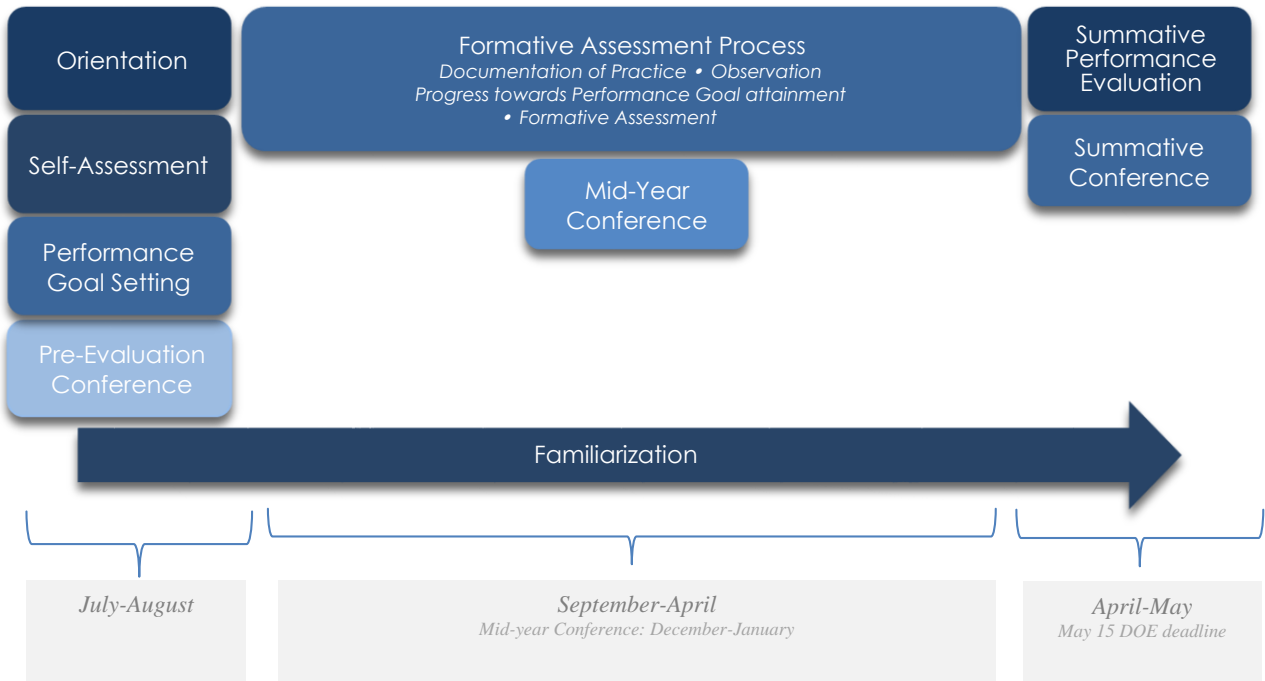 Orientation
Self-Assessment
Performance
Goal Setting
Pre-Evaluation
Conference
Formative Assessment Process
Documentation of Practice • Observation
Progress towards Performance Goal attainment
• Formative Assessment
Mid-Year
Conference
Summative
Performance
Evaluation
Summative
Conference
Familiarization
July-August
September-April
Mid-year Conference: December-January
April-May
May 15 DOE deadline